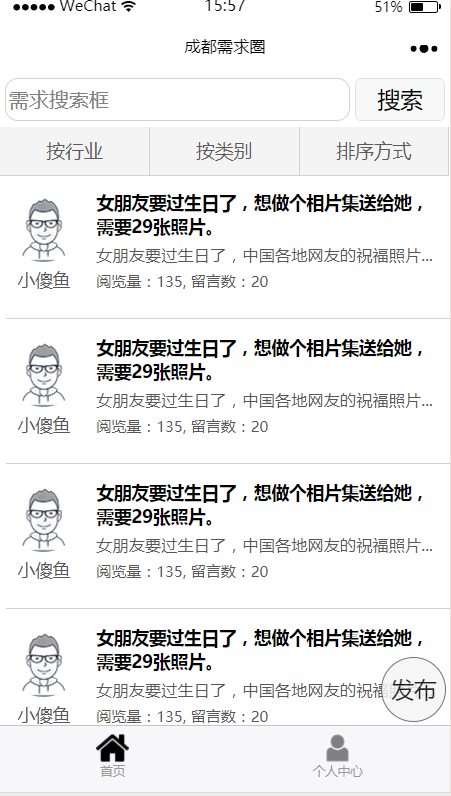 WeChat 15:57 51%
成都需求圈
需求搜索框 搜索
按行业 按类别 排序方式
女朋友要过生日了，想做个相片集送给她，
需要29张照片。
女朋友要过生日了，中国各地网友的祝福照片...
小傻鱼 阅览量：135, 留言数：20
女朋友要过生日了，想做个相片集送给她，
需要29张照片。
女朋友要过生日了，中国各地网友的祝福照片...
小傻鱼 阅览量：135, 留言数：20
女朋友要过生日了，想做个相片集送给她，
需要29张照片。
女朋友要过生日了，中国各地网友的祝福照片...
小傻鱼 阅览量：135, 留言数：20
女朋友要过生日了，想做个相片集送给她，
需要29张照片。
女朋友要过生日了，中国各地网友的祝福照片...
发布
小傻鱼 阅览量：135, 留言数：20
首页 个人中心